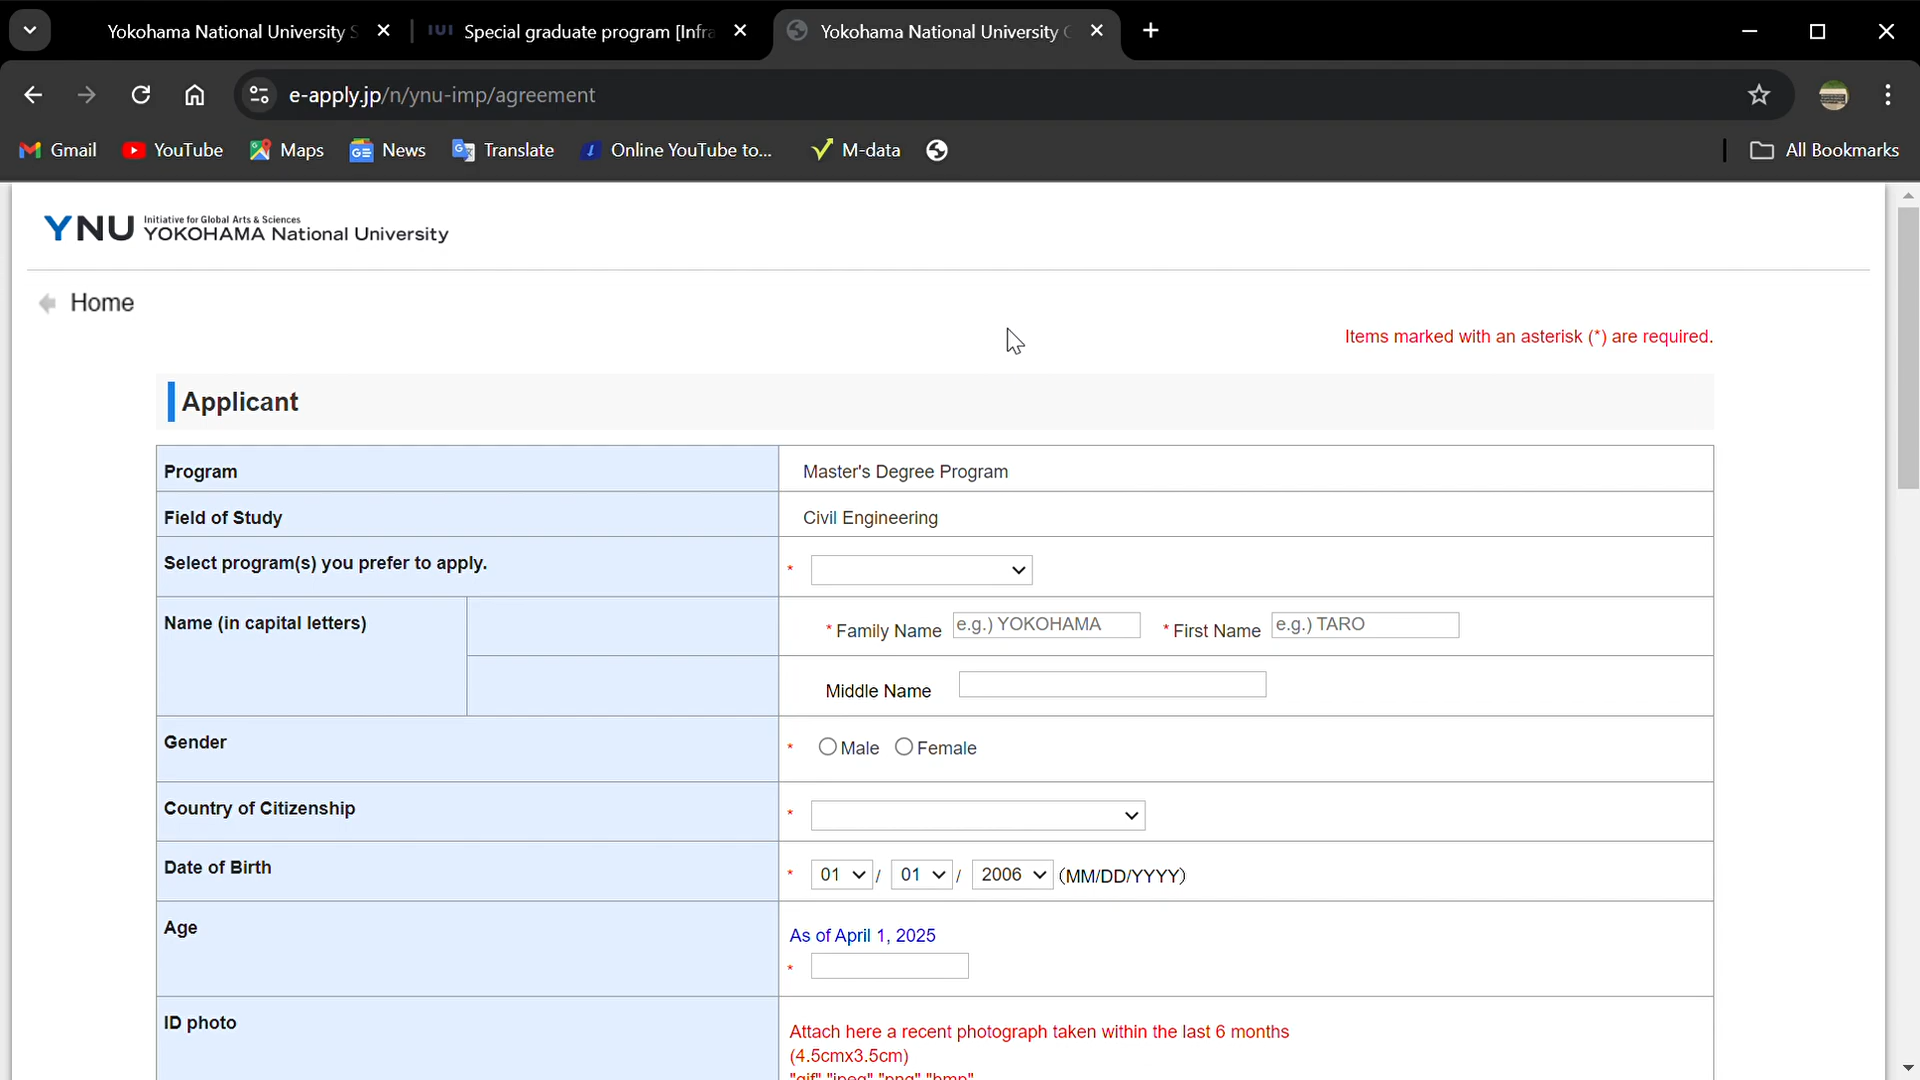 Yokohama National University S
Special graduate program [Infra
Yokohama National University
e-apply.jp/n/ynu-imp/agreement
Gmail
YouTube
Maps
News
Translate
Online YouTube to...
M-data
All Bookmarks
YNU Initiative for Global Arts & Sciences
YOKOHAMA National University
Home
Items marked with an asterisk (*) are required.
Applicant
Program Master's Degree Program
Field of Study Civil Engineering
Select program(s) you prefer to apply. *
Name (in capital letters) * Family Name e.g.) YOKOHAMA * First Name e.g.) TARO
Middle Name
Gender * Male Female
Country of Citizenship *
Date of Birth * 01 / 01 / 2006 (MM/DD/YYYY)
Age As of April 1, 2025
*
ID photo Attach here a recent photograph taken within the last 6 months
(4.5cmx3.5cm)
"gif" "jpeg" "png" "bmp"